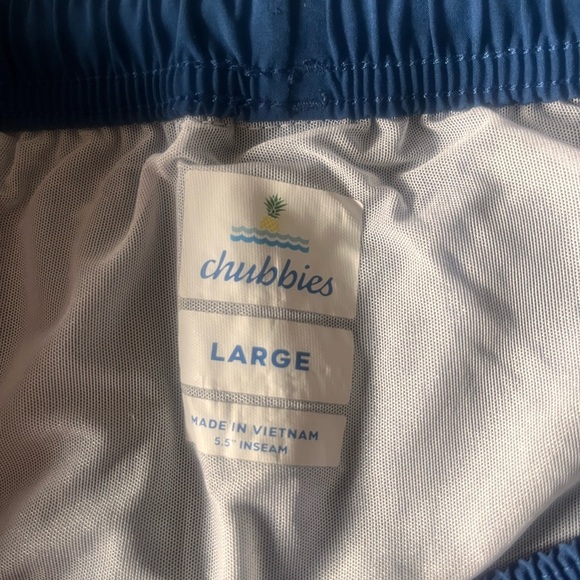 chubbies
LARGE
MADE IN VIETNAM
5.5" INSEAM